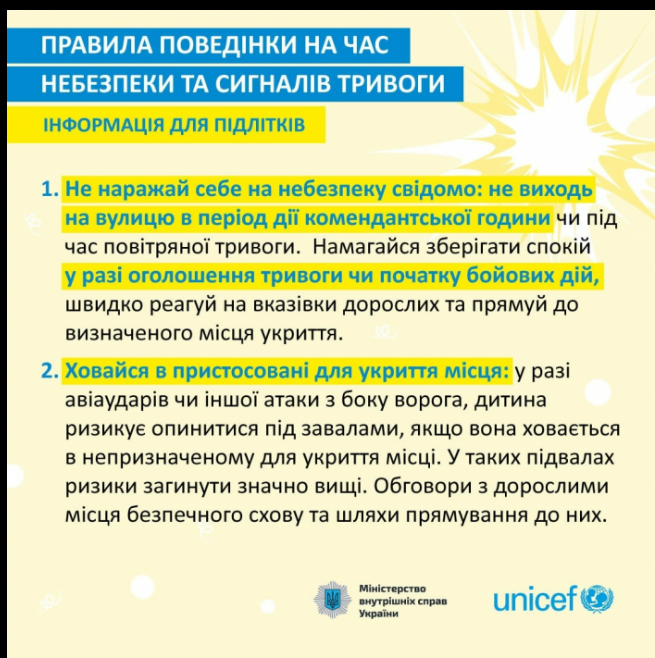 ПРАВИЛА ПОВЕДІНКИ НА ЧАС
НЕБЕЗПЕКИ ТА СИГНАЛІВ ТРИВОГИ
ІНФОРМАЦІЯ ДЛЯ ПІДЛІТКІВ
1. Не наражай себе на небезпеку свідомо: не виходь
на вулицю в період дії комендантської години чи під
час повітряної тривоги. Намагайся зберігати спокій
у разі оголошення тривоги чи початку бойових дій,
швидко реагуй на вказівки дорослих та прямуй до
визначеного місця укриття.
2. Ховайся в пристосовані для укриття місця: у разі
авіаударів чи іншої атаки з боку ворога, дитина
ризикує опинитися під завалами, якщо вона ховається
в непризначеному для укриття місці. У таких підвалах
ризики загинути значно вищі. Обговори з дорослими
місця безпечного схову та шляхи прямування до них.
Міністерство
внутрішніх справ
України
unicef